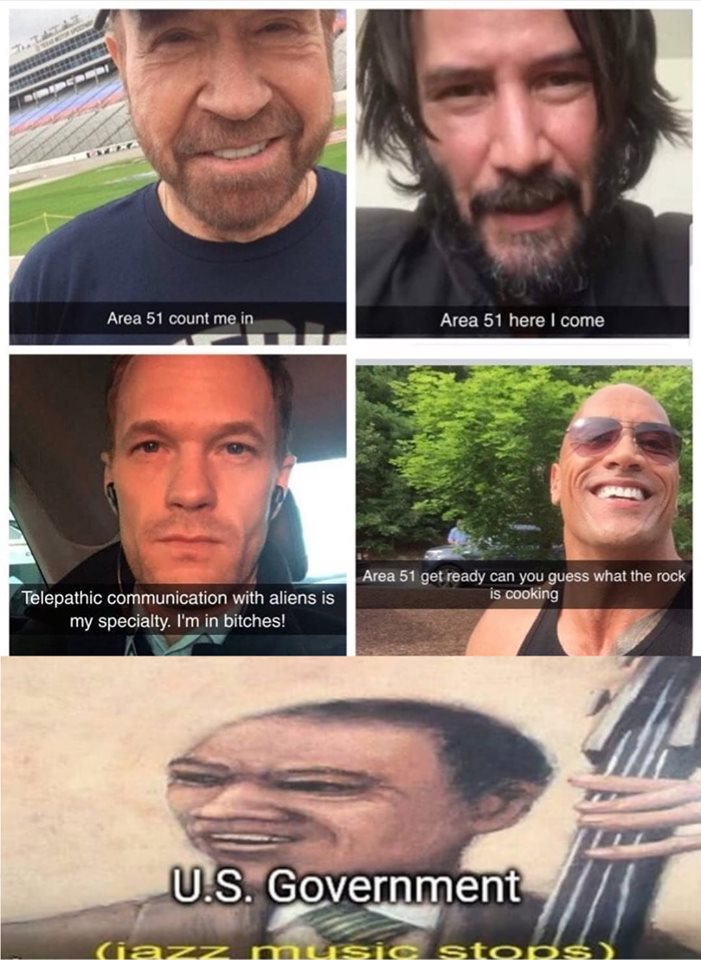 Area 51 count me in
Area 51 here I come
Telepathic communication with aliens is
my specialty. I'm in bitches!
Area 51 get ready can you guess what the rock
is cooking
U.S. Government
(jazz music stops)